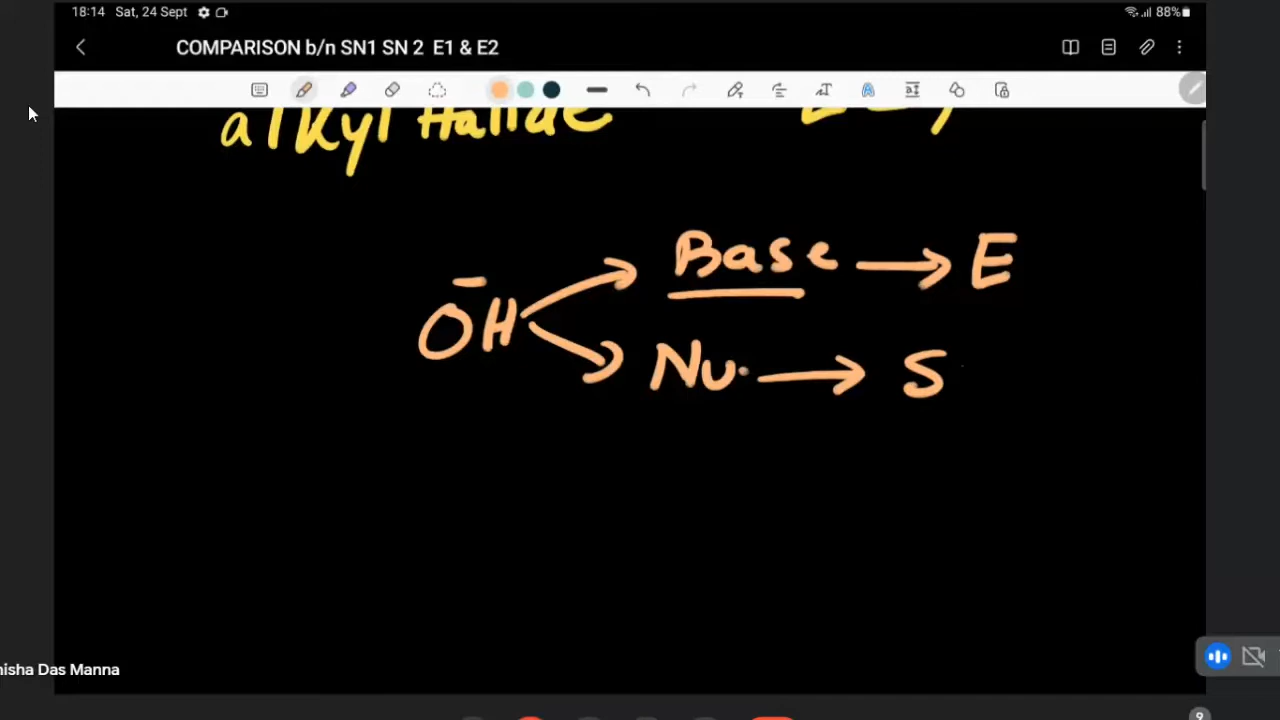 18:14 Sat, 24 Sept 88%
COMPARISON b/n SN1 SN 2 E1 & E2
alkyl Halide
Base → E
ŌH
Nu → S
nisha Das Manna